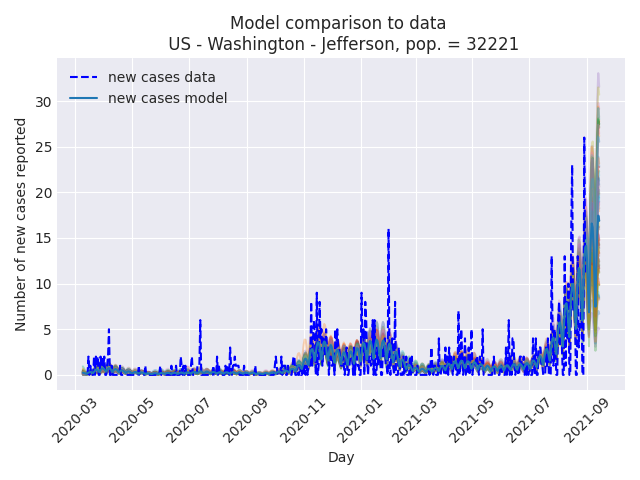 Model comparison to data
US - Washington - Jefferson, pop. = 32221
new cases data
new cases model
Number of new cases reported
30
25
20
15
10
5
0
2020-03
2020-05
2020-07
2020-09
2020-11
2021-01
2021-03
2021-05
2021-07
2021-09
Day